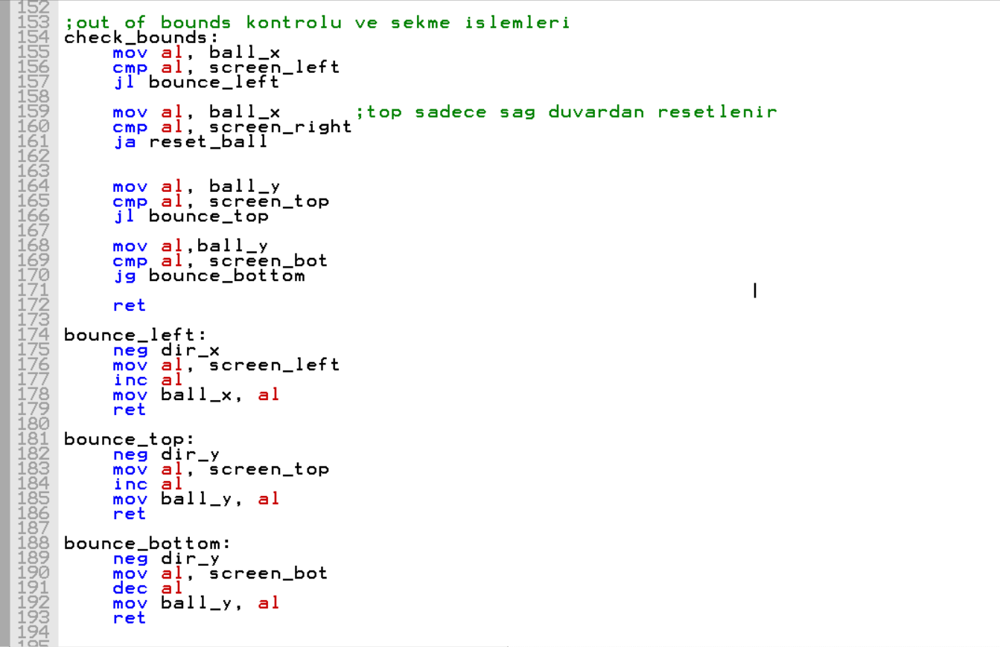 152
153 ;out of bounds kontrolu ve sekme islemleri
154 check_bounds:
155     mov al, ball_x
156     cmp al, screen_left
157     jl bounce_left
158
159     mov al, ball_x      ;top sadece sag duvardan resetlenir
160     cmp al, screen_right
161     ja reset_ball
162
163
164     mov al, ball_y
165     cmp al, screen_top
166     jl bounce_top
167
168     mov al,ball_y
169     cmp al, screen_bot
170     jg bounce_bottom
171
172     ret
173
174 bounce_left:
175     neg dir_x
176     mov al, screen_left
177     inc al
178     mov ball_x, al
179     ret
180
181 bounce_top:
182     neg dir_y
183     mov al, screen_top
184     inc al
185     mov ball_y, al
186     ret
187
188 bounce_bottom:
189     neg dir_y
190     mov al, screen_bot
191     dec al
192     mov ball_y, al
193     ret
194
195